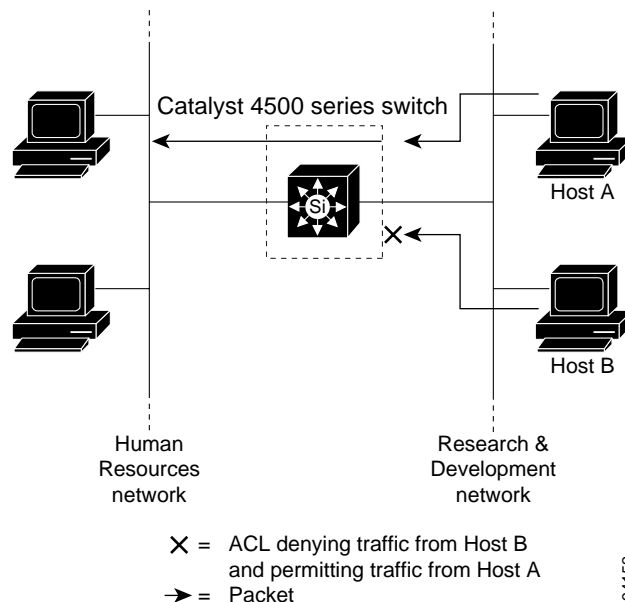 Catalyst 4500 series switch
Si
Host A
Host B
Human
Resources
network
Research &
Development
network
X = ACL denying traffic from Host B
and permitting traffic from Host A
= Packet